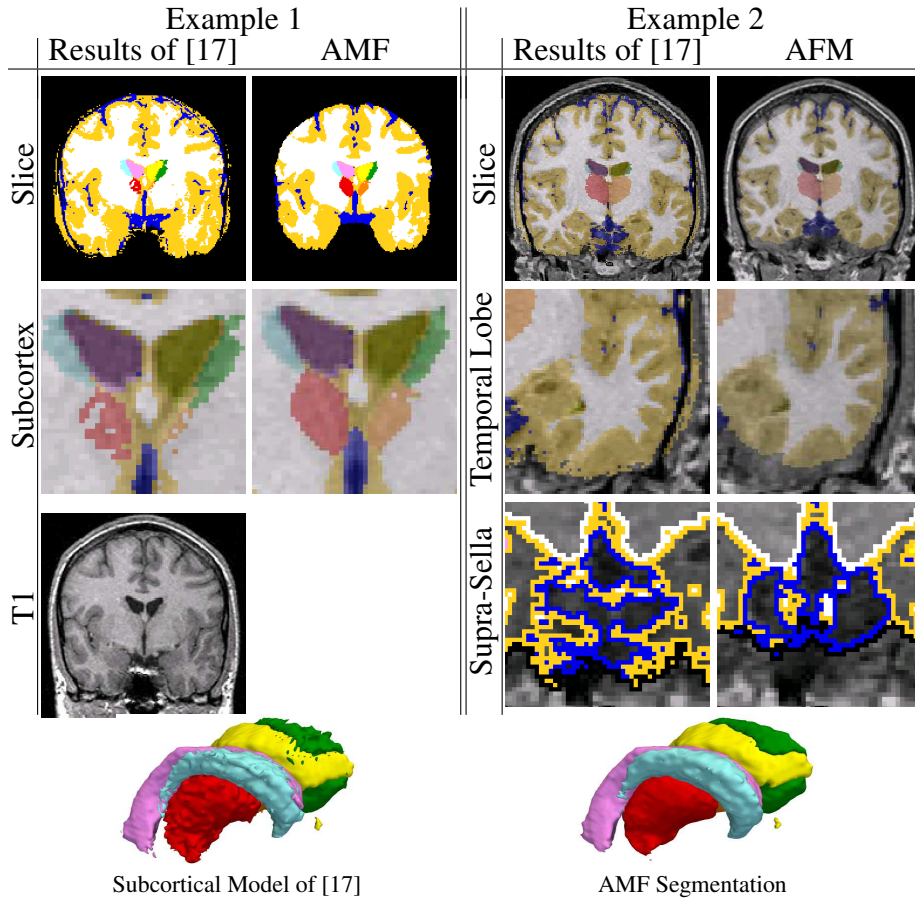 Example 1
Example 2
Results of [17]
AMF
Results of [17]
AFM
Slice
Slice
Subcortex
Temporal Lobe
T1
Supra-Sella
Subcortical Model of [17]
AMF Segmentation